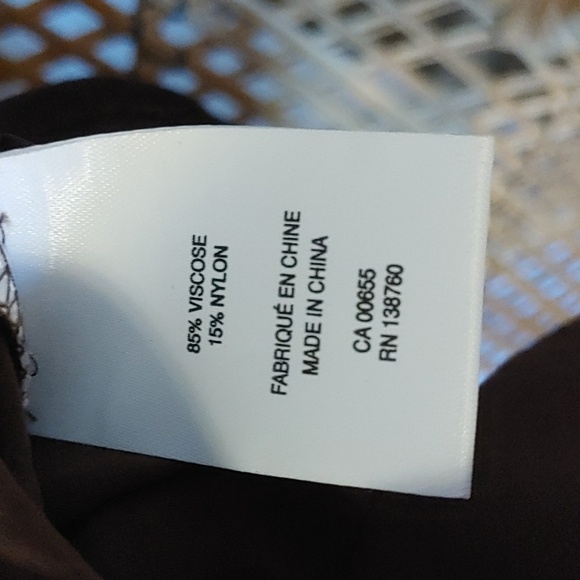 85% VISCOSE
15% NYLON
FABRIQUÉ EN CHINE
MADE IN CHINA
CA 00655
RN 138760